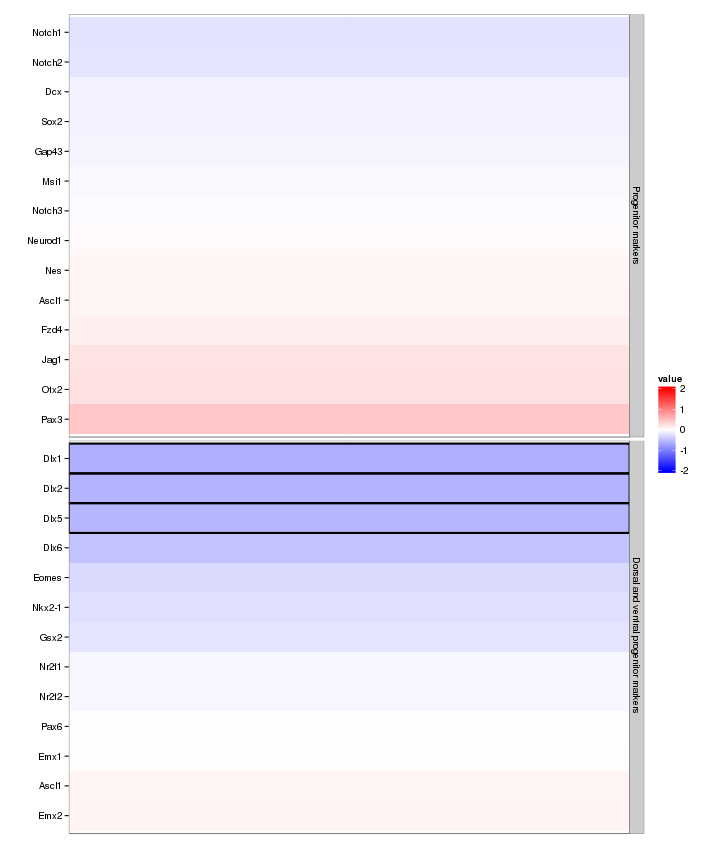 Notch1
Notch2
Dcx
Sox2
Gap43
Msi1
Notch3
Neurod1
Nes
Ascl1
Fzd4
Jag1
Otx2
Pax3
Progenitor markers
Dlx1
Dlx2
Dlx5
Dlx6
Eomes
Nkx2-1
Gsx2
Nr2f1
Nr2f2
Pax6
Emx1
Ascl1
Emx2
Dorsal and ventral progenitor markers
value
2
1
0
-1
-2